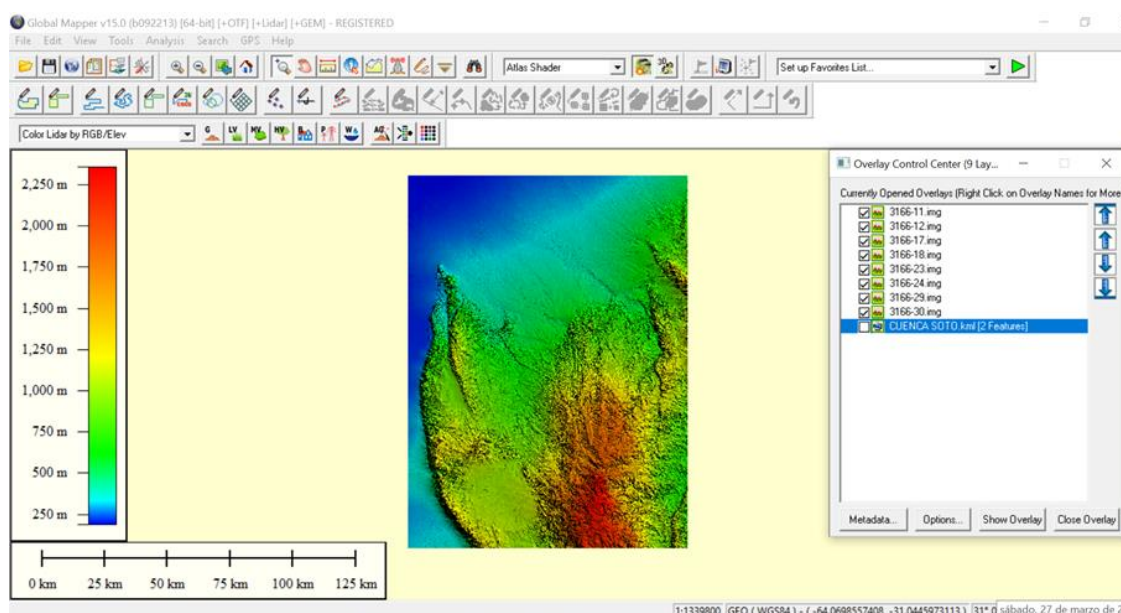 Global Mapper v15.0 (b092213) [64-bit] [+OTF] [+Lidar] [+GEM] - REGISTERED
File Edit View Tools Analysis Search GPS Help
Atlas Shader
Set up Favorites List...
Color Lidar by RGB/Elev
2,250 m
2,000 m
1,750 m
1,500 m
1,250 m
1,000 m
750 m
500 m
250 m
0 km 25 km 50 km 75 km 100 km 125 km
Overlay Control Center (9 Lay...
Currently Opened Overlays (Right Click on Overlay Names for More
3166-11.img
3166-12.img
3166-17.img
3166-18.img
3166-23.img
3166-24.img
3166-29.img
3166-30.img
CUENCA SOTO.kml [2 Features]
Metadata... Options... Show Overlay Close Overlay
1:1339800 GEO ( WGS84 ) - ( -64.0698557408, -31.0445973113 ) 31° 0
sábado, 27 de marzo de 2